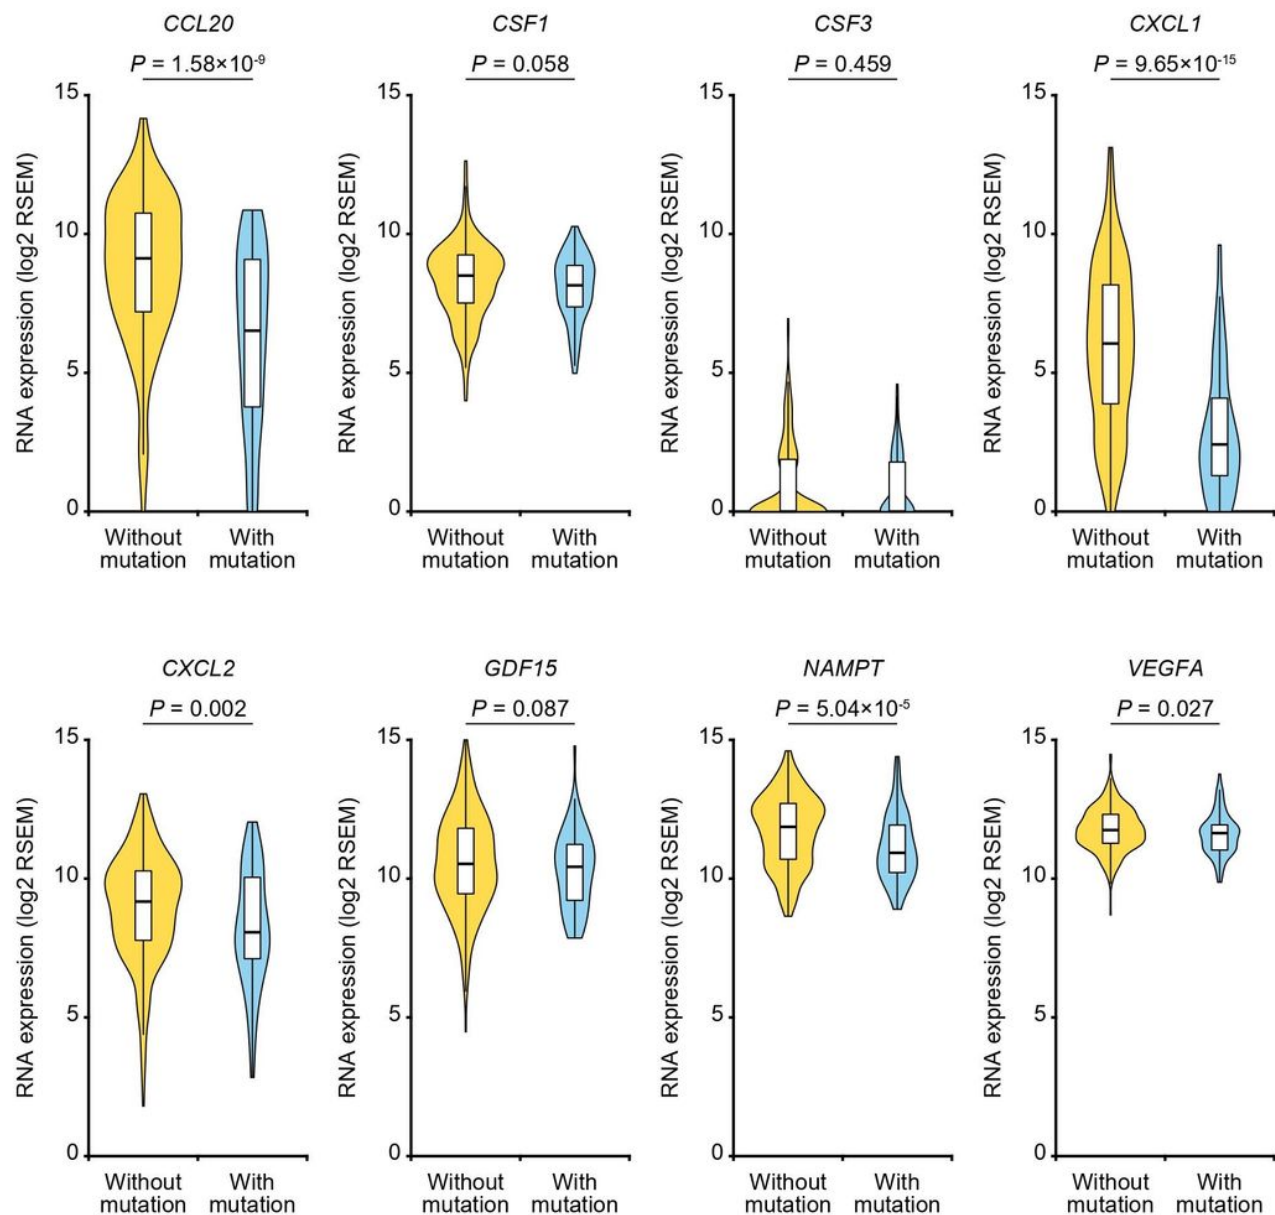 CCL20
P = 1.58×10⁻⁹
RNA expression (log2 RSEM)
15
10
5
0
Without mutation
With mutation
CSF1
P = 0.058
RNA expression (log2 RSEM)
15
10
5
0
Without mutation
With mutation
CSF3
P = 0.459
RNA expression (log2 RSEM)
15
10
5
0
Without mutation
With mutation
CXCL1
P = 9.65×10⁻¹⁵
RNA expression (log2 RSEM)
15
10
5
0
Without mutation
With mutation
CXCL2
P = 0.002
RNA expression (log2 RSEM)
15
10
5
0
Without mutation
With mutation
GDF15
P = 0.087
RNA expression (log2 RSEM)
15
10
5
0
Without mutation
With mutation
NAMPT
P = 5.04×10⁻⁵
RNA expression (log2 RSEM)
15
10
5
0
Without mutation
With mutation
VEGFA
P = 0.027
RNA expression (log2 RSEM)
15
10
5
0
Without mutation
With mutation